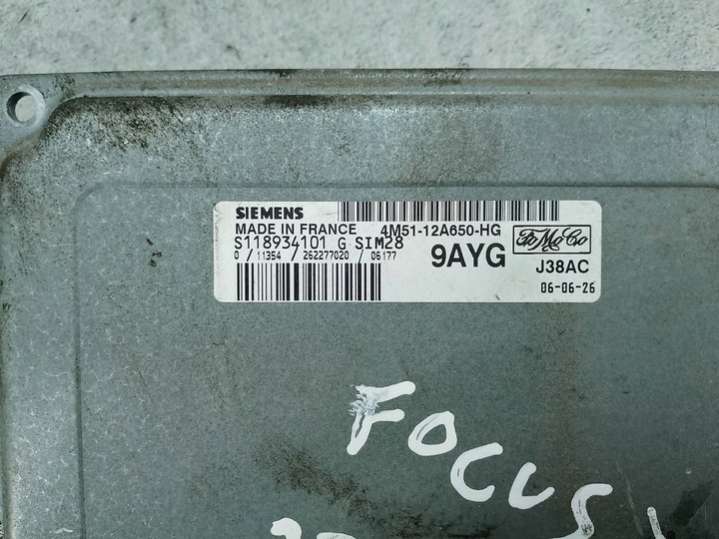 SIEMENS
MADE IN FRANCE 4M51-12A650-HG
S118934101 G SIM28
0 / 11354 / 262277020 / 06177
9AYG
FoMoCo
J38AC
06-06-26
FOCUS